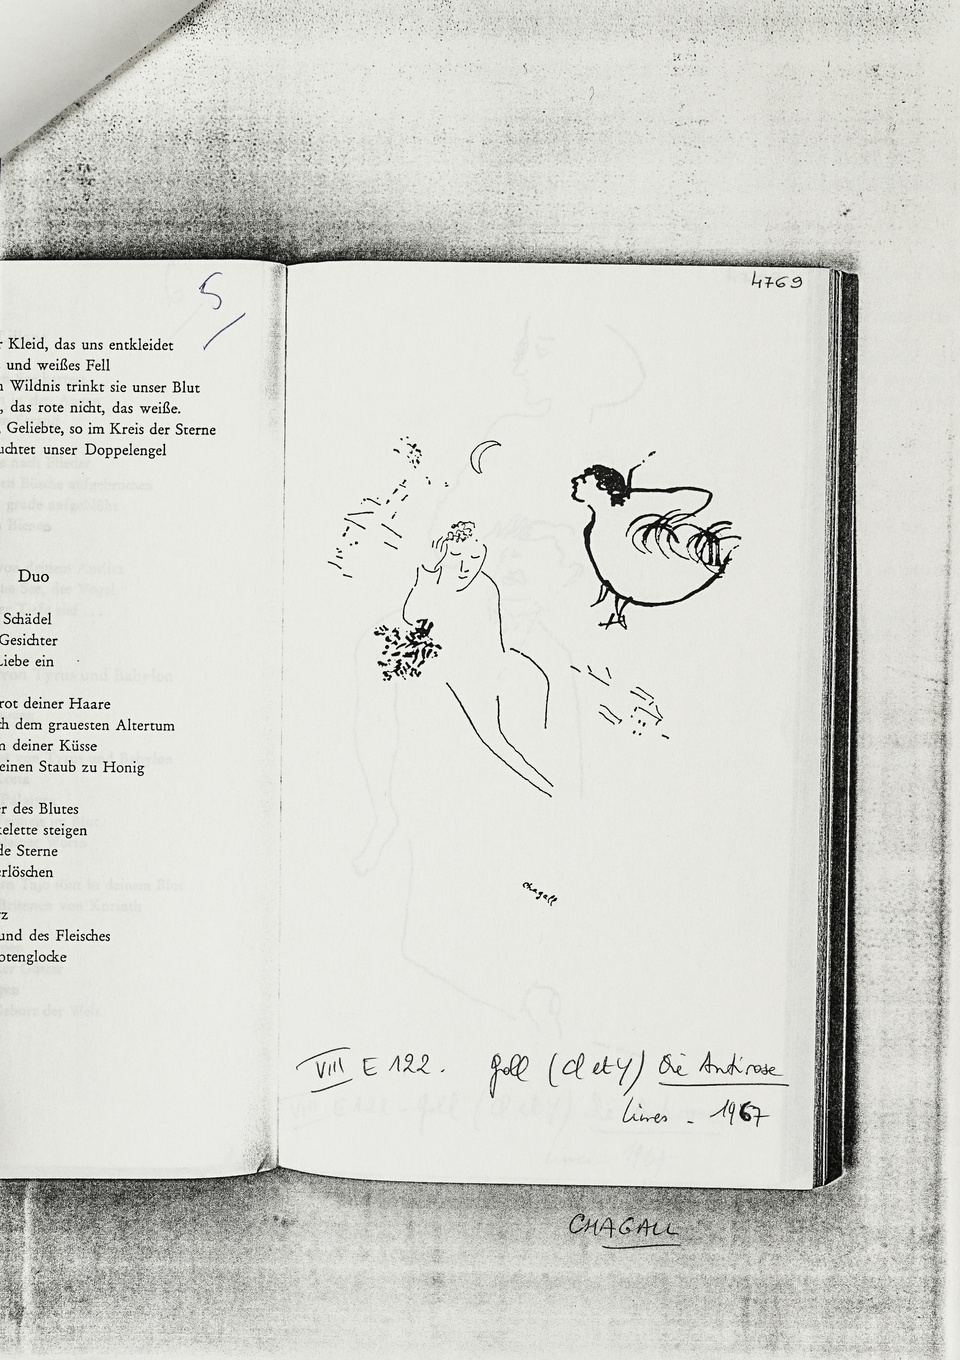 5
Kleid, das uns entkleidet
und weißes Fell
Wildnis trinkt sie unser Blut
, das rote nicht, das weiße.
Geliebte, so im Kreis der Sterne
uchtet unser Doppelengel
Duo
Schädel
Gesichter
Liebe ein
rot deiner Haare
ch dem grauesten Altertum
n deiner Küsse
einen Staub zu Honig
er des Blutes
kelette steigen
de Sterne
erlöschen
rz
und des Fleisches
otenglocke
4769
chagall
VIII E 122. Goll (Cl et Y) Die Antirose
Livres - 1967
CHAGALL